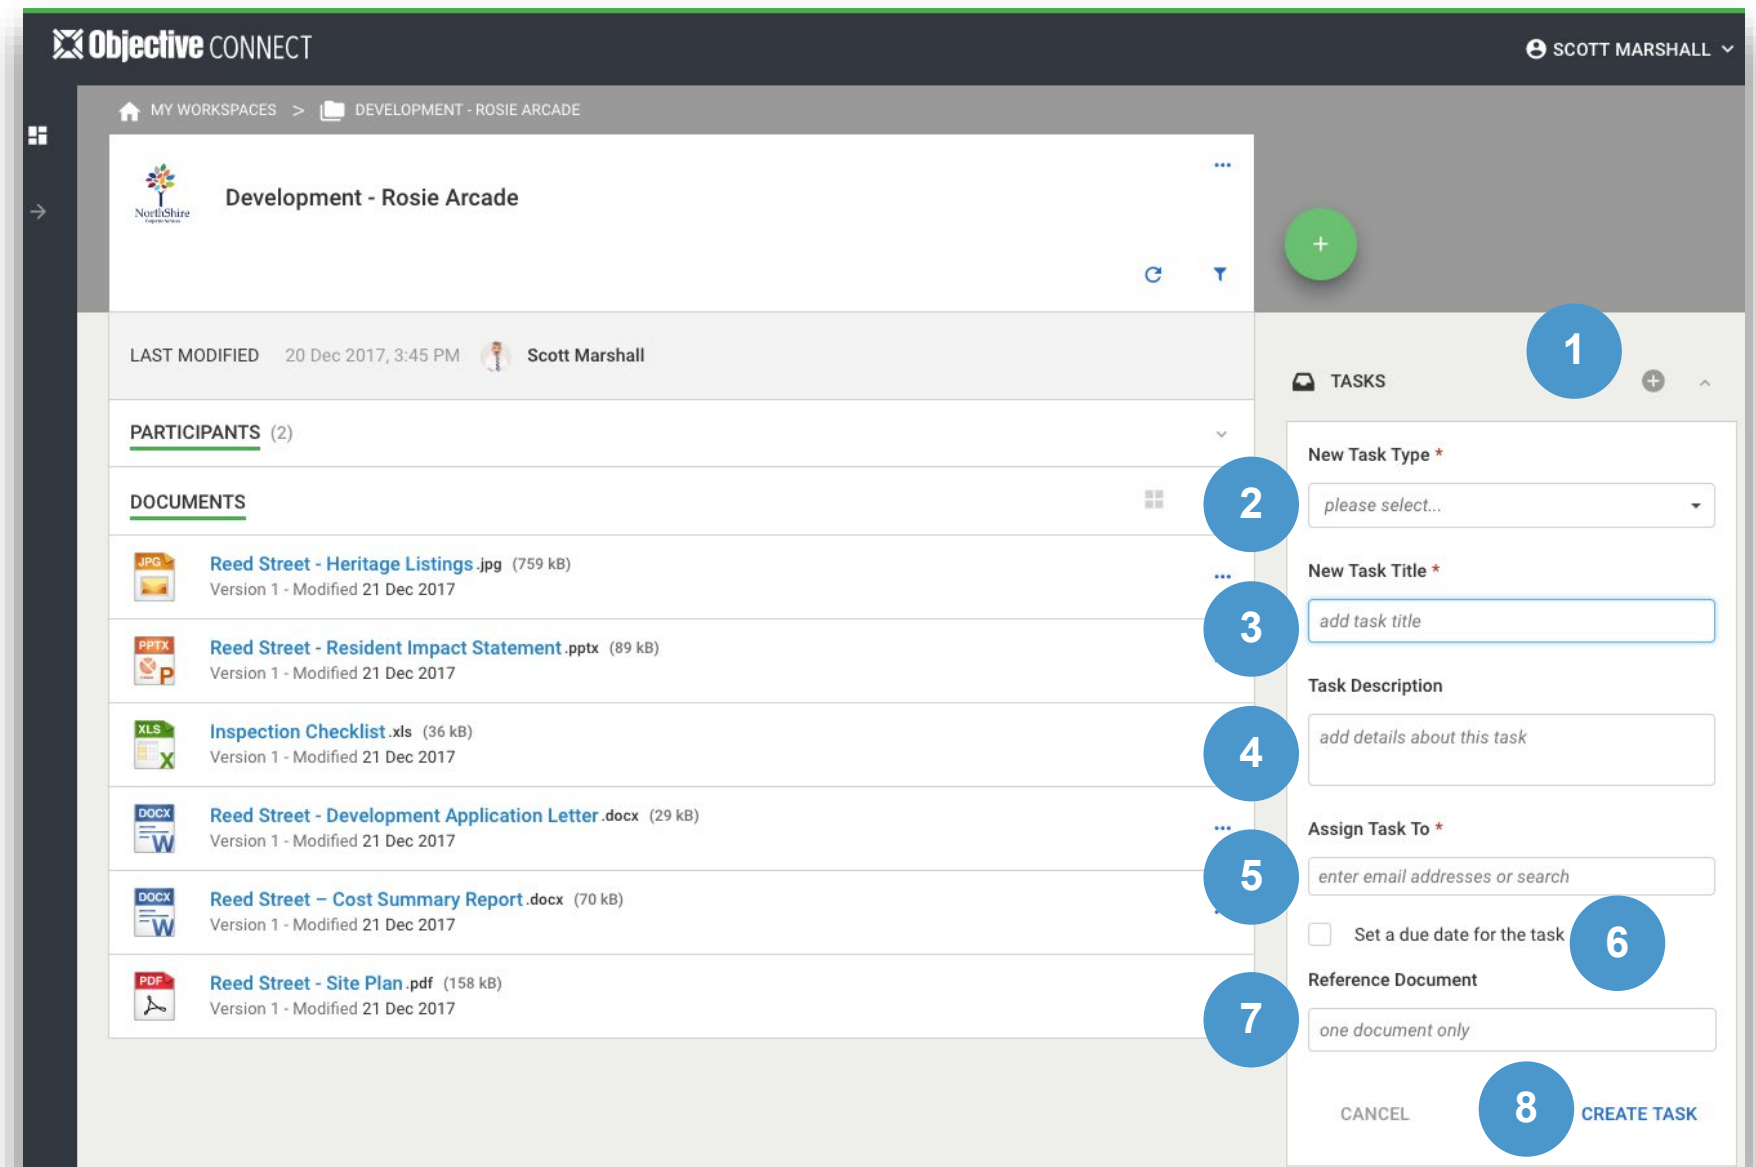 Objective CONNECT
SCOTT MARSHALL
MY WORKSPACES > DEVELOPMENT - ROSIE ARCADE
NorthShire
Development - Rosie Arcade
+
LAST MODIFIED 20 Dec 2017, 3:45 PM Scott Marshall
PARTICIPANTS (2)
DOCUMENTS
JPG
Reed Street - Heritage Listings.jpg (759 kB)
Version 1 - Modified 21 Dec 2017
PPTX
P
Reed Street - Resident Impact Statement.pptx (89 kB)
Version 1 - Modified 21 Dec 2017
XLS
X
Inspection Checklist.xls (36 kB)
Version 1 - Modified 21 Dec 2017
DOCX
W
Reed Street - Development Application Letter.docx (29 kB)
Version 1 - Modified 21 Dec 2017
DOCX
W
Reed Street – Cost Summary Report.docx (70 kB)
Version 1 - Modified 21 Dec 2017
PDF
Reed Street - Site Plan.pdf (158 kB)
Version 1 - Modified 21 Dec 2017
1
TASKS
New Task Type *
2
please select...
New Task Title *
3
add task title
Task Description
4
add details about this task
Assign Task To *
5
enter email addresses or search
Set a due date for the task
6
Reference Document
7
one document only
CANCEL
8
CREATE TASK